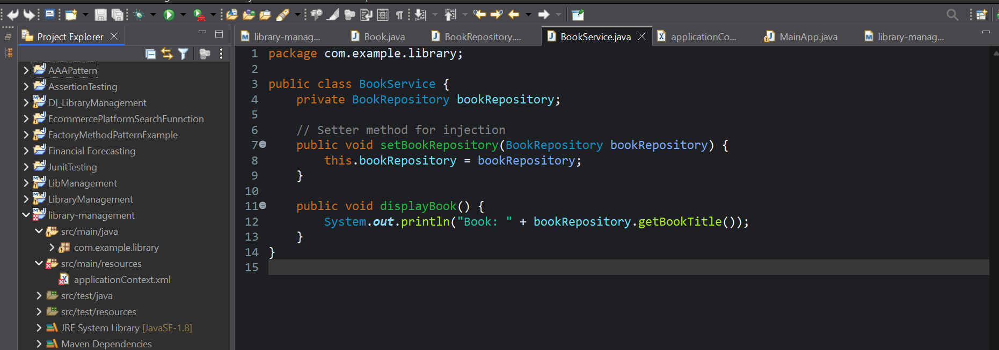 Project Explorer
library-manag...
Book.java
BookRepository....
BookService.java
applicationCo...
MainApp.java
library-manag...
AAAPattern
AssertionTesting
DI_LibraryManagement
EcommercePlatformSearchFunnction
FactoryMethodPatternExample
Financial Forecasting
JunitTesting
LibManagement
LibraryManagement
library-management
src/main/java
com.example.library
src/main/resources
applicationContext.xml
src/test/java
src/test/resources
JRE System Library [JavaSE-1.8]
Maven Dependencies
1 package com.example.library;
2
3 public class BookService {
4     private BookRepository bookRepository;
5
6     // Setter method for injection
7     public void setBookRepository(BookRepository bookRepository) {
8         this.bookRepository = bookRepository;
9     }
10
11     public void displayBook() {
12         System.out.println("Book: " + bookRepository.getBookTitle());
13     }
14 }
15